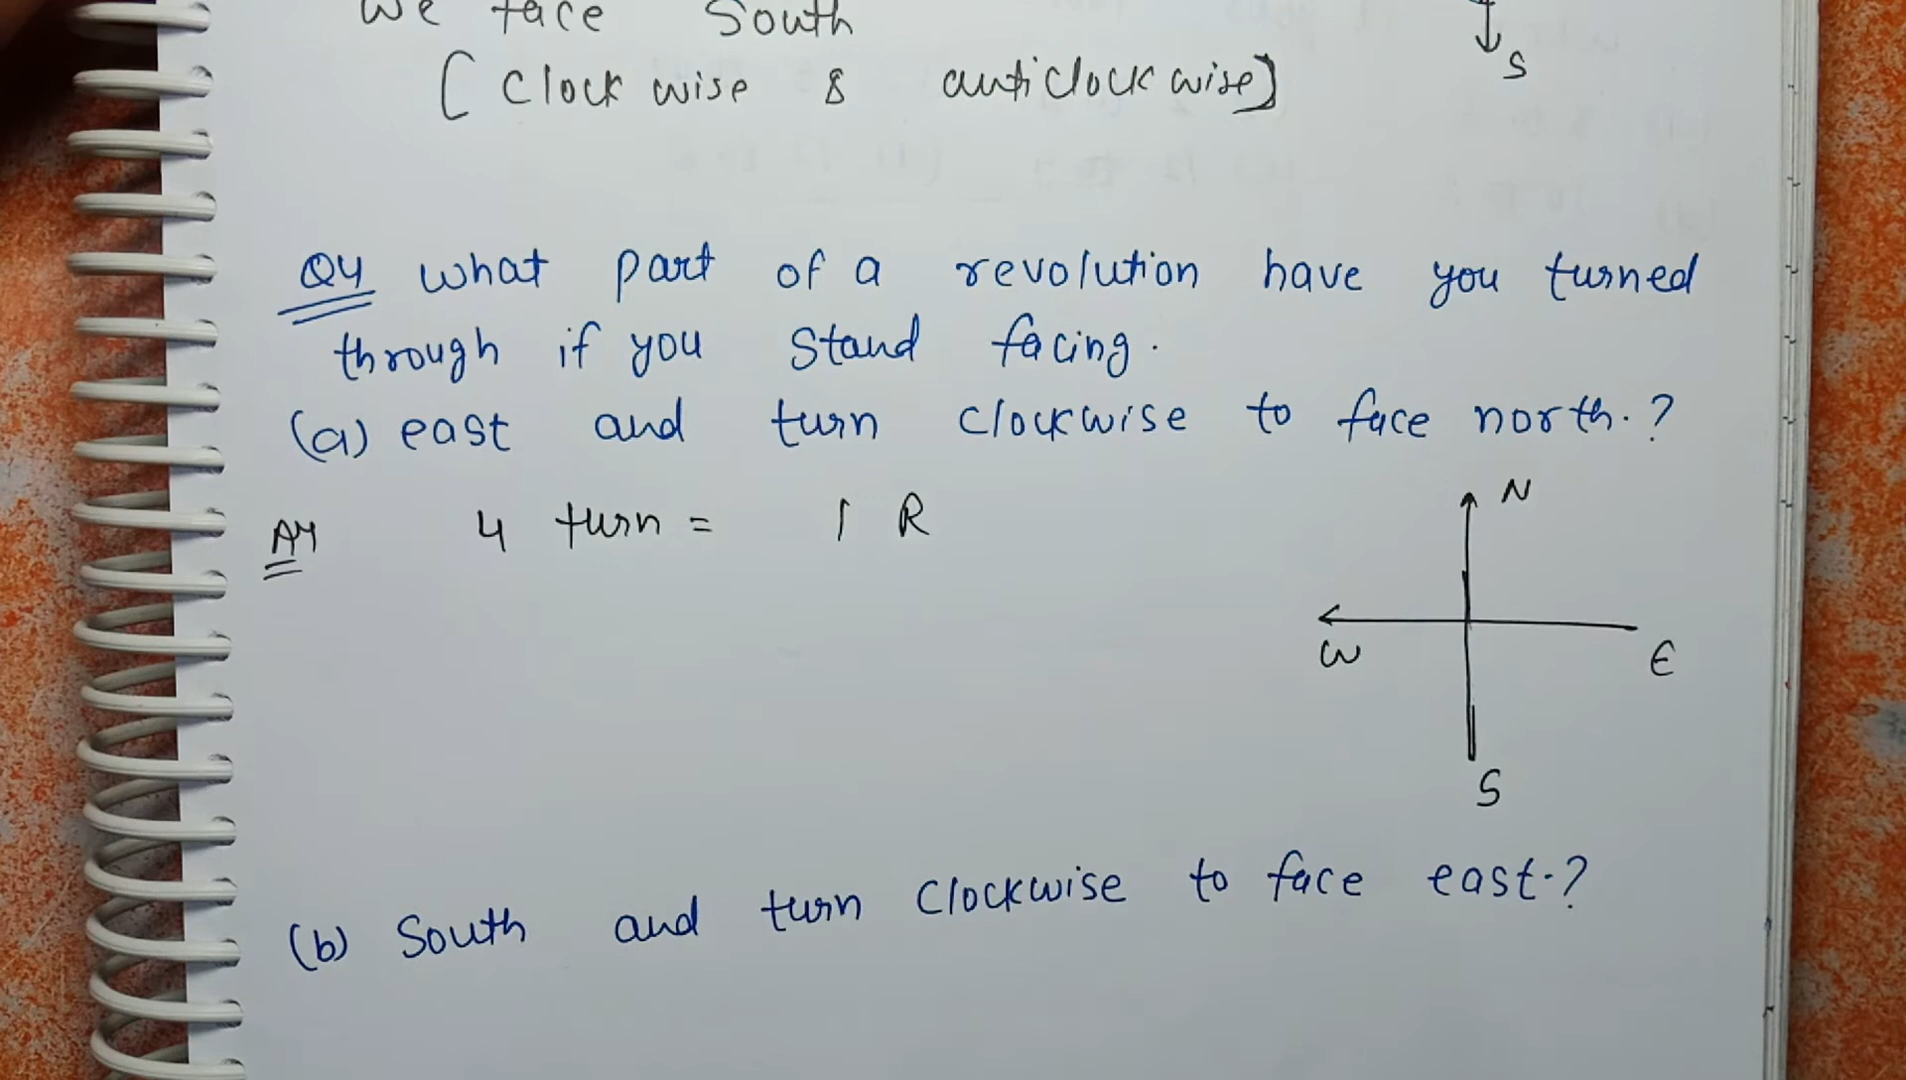 We face South
[Clock wise & anticlock wise]
S
Q4 what part of a revolution have you turned
through if you stand facing.
(a) east and turn clockwise to face north.?
A4 4 turn = 1 R
N
W E
S
(b) South and turn clockwise to face east.?